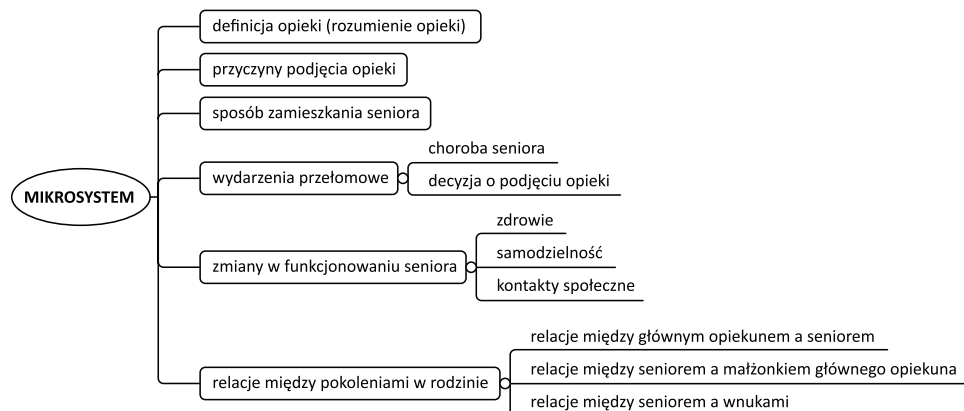 definicja opieki (rozumienie opieki)
przyczyny podjęcia opieki
sposób zamieszkania seniora
choroba seniora
wydarzenia przełomowe
decyzja o podjęciu opieki
MIKROSYSTEM
zdrowie
samodzielność
zmiany w funkcjonowaniu seniora
kontakty społeczne
relacje między głównym opiekunem a seniorem
relacje między seniorem a małżonkiem głównego opiekuna
relacje między pokoleniami w rodzinie
relacje między seniorem a wnukami